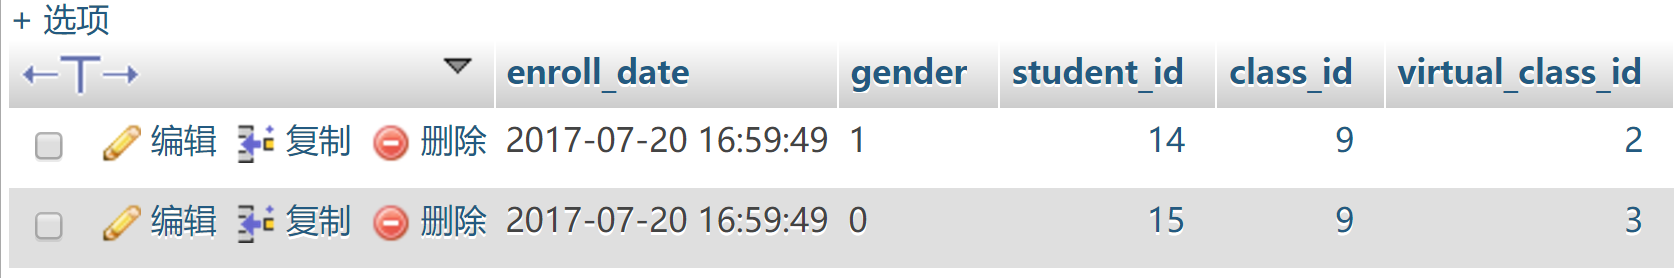 + 选项
←T→ ▼ enroll_date gender student_id class_id virtual_class_id
编辑 复制 删除 2017-07-20 16:59:49 1 14 9 2
编辑 复制 删除 2017-07-20 16:59:49 0 15 9 3